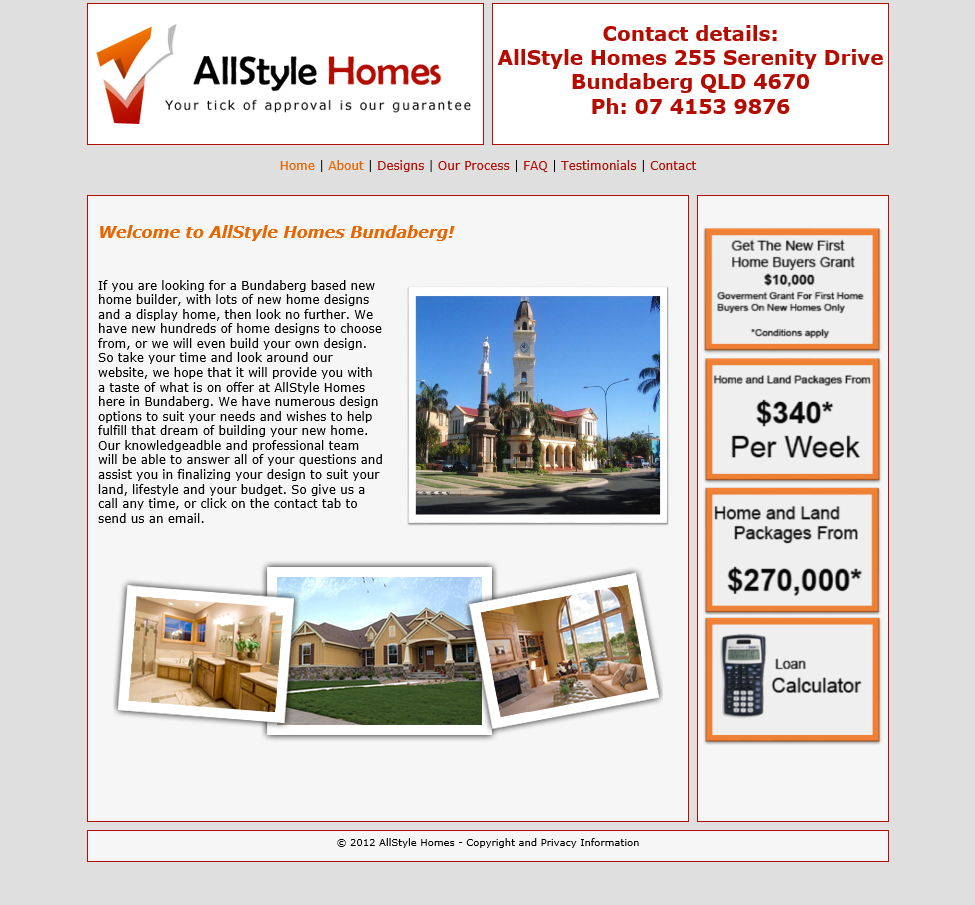 AllStyle Homes
Your tick of approval is our guarantee
Contact details:
AllStyle Homes 255 Serenity Drive
Bundaberg QLD 4670
Ph: 07 4153 9876
Home | About | Designs | Our Process | FAQ | Testimonials | Contact
Welcome to AllStyle Homes Bundaberg!
If you are looking for a Bundaberg based new
home builder, with lots of new home designs
and a display home, then look no further. We
have new hundreds of home designs to choose
from, or we will even build your own design.
So take your time and look around our
website, we hope that it will provide you with
a taste of what is on offer at AllStyle Homes
here in Bundaberg. We have numerous design
options to suit your needs and wishes to help
fulfill that dream of building your new home.
Our knowledgeadble and professional team
will be able to answer all of your questions and
assist you in finalizing your design to suit your
land, lifestyle and your budget. So give us a
call any time, or click on the contact tab to
send us an email.
Get The New First
Home Buyers Grant
$10,000
Goverment Grant For First Home
Buyers On New Homes Only
*Conditions apply
Home and Land Packages From
$340*
Per Week
Home and Land
Packages From
$270,000*
Loan
Calculator
© 2012 AllStyle Homes - Copyright and Privacy Information